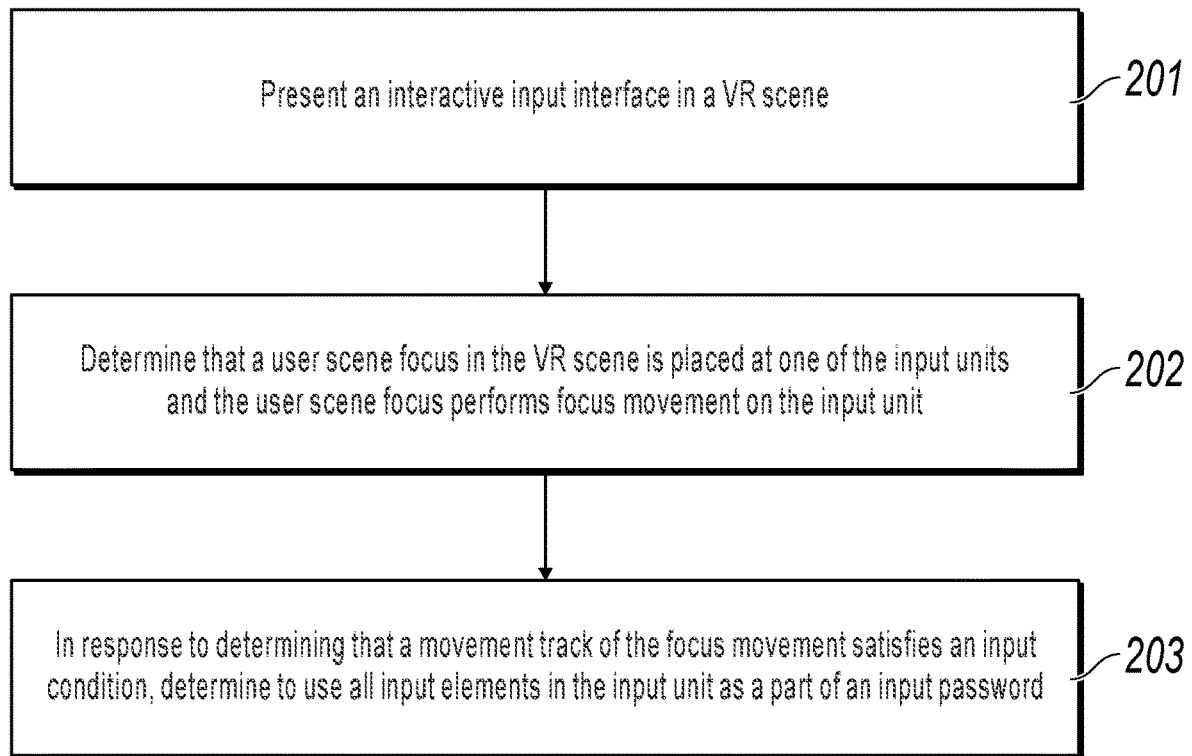 Present an interactive input interface in a VR scene
201
Determine that a user scene focus in the VR scene is placed at one of the input units
and the user scene focus performs focus movement on the input unit
202
In response to determining that a movement track of the focus movement satisfies an input
condition, determine to use all input elements in the input unit as a part of an input password
203